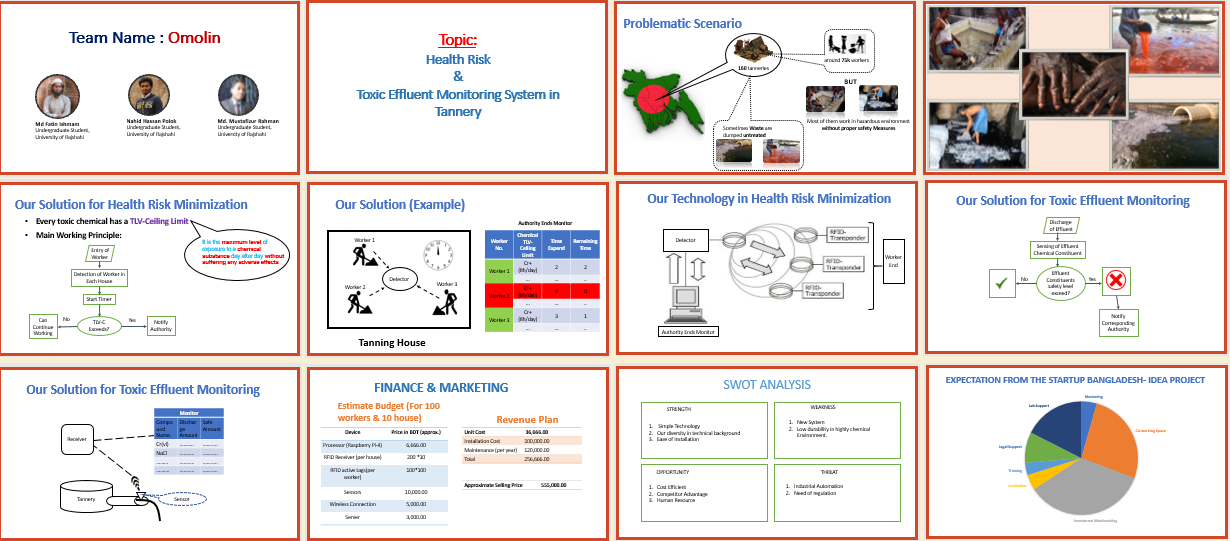 Team Name : Omolin
Md Fatin Ishmam
Undergraduate Student,
University of Rajshahi
Nahid Hassan Polok
Undergraduate Student,
University of Rajshahi
Md. Mustafizur Rahman
Undergraduate Student,
University of Rajshahi
Topic:
Health Risk
&
Toxic Effluent Monitoring System in
Tannery
Problematic Scenario
160 tanneries
around 75k workers
BUT
Most of them work in hazardous environment
without proper safety Measures
Sometimes Waste are
dumped untreated
Our Solution for Health Risk Minimization
• Every toxic chemical has a TLV-Ceiling Limit
• Main Working Principle:
It is the maximum level of
exposure to a chemical
substance day after day without
suffering any adverse effects
Entry of
Worker
Detection of Worker in
Each House
Start Timer
TLV-C
Exceeds?
No
Yes
Can
Continue
Working
Notify
Authority
Our Solution (Example)
Worker 1
Worker 2
Worker 3
Detector
Tanning House
Authority Ends Monitor
Worker
No.
Chemical
TLV-
Ceiling
Limit
Time
Expend
Remaining
Time
Worker 1
Cr+
(8h/day)
2
2
...
...
...
Cr+
(8h/day)
...
...
...
Worker 3
Cr+
(8h/day)
3
1
...
...
...
Our Technology in Health Risk Minimization
Detector
RFID-
Transponder
RFID-
Transponder
RFID-
Transponder
Worker
End
Authority Ends Monitor
Our Solution for Toxic Effluent Monitoring
Discharge
of Effluent
Sensing of Effluent
Chemical Constituent
Effluent
Constituents
safety level
exceed?
No
Yes
Notify
Corresponding
Authority
Our Solution for Toxic Effluent Monitoring
Receiver
Monitor
Compo
und
Name
Dischar
ge
Amount
Safe
Amount
Cr(vi)
NaCl
Tannery
Sensor
FINANCE & MARKETING
Estimate Budget (For 100
workers & 10 house)
Device
Price in BDT (approx.)
Processor (Raspberry Pi 4)
6,666.00
RFID Receiver (per house)
200 *10
RFID active tags(per
worker)
100*100
Sensors
10,000.00
Wireless Connection
5,000.00
Server
3,000.00
Revenue Plan
Unit Cost
36,666.00
Installation Cost
100,000.00
Maintenance (per year)
120,000.00
Total
256,666.00
Approximate Selling Price
555,000.00
SWOT ANALYSIS
STRENGTH
1. Simple Technology
2. Our diversity in technical background
3. Ease of Installation
WEAKNESS
1. New System
2. Low durability in highly chemical
Environment.
OPPORTUNITY
1. Cost Efficient
2. Competitor Advantage
3. Human Resource
THREAT
1. Industrial Automation
2. Need of regulation
EXPECTATION FROM THE STARTUP BANGLADESH- IDEA PROJECT
Mentoring
Coworking Space
Lab Support
Legal Support
Training